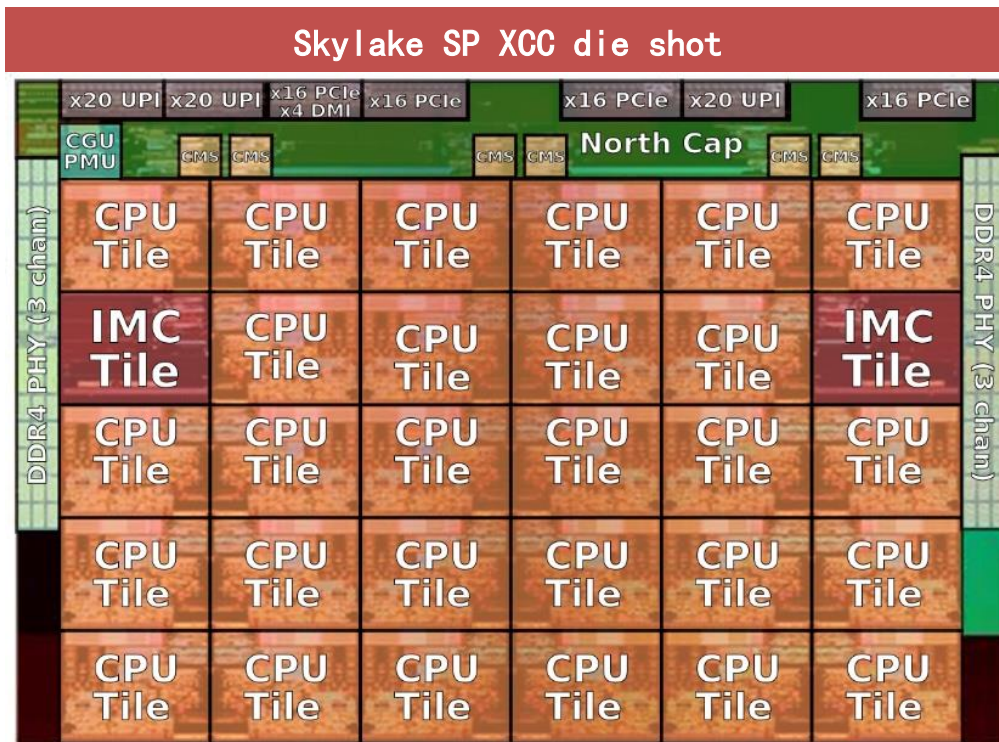 Skylake SP XCC die shot
x20 UPI
x20 UPI
x16 PCIe
x4 DMI
x16 PCIe
x16 PCIe
x20 UPI
x16 PCIe
CGU
PMU
CMS
CMS
CMS
CMS
North Cap
CMS
CMS
DDR4 PHY (3 chan)
DDR4 PHY (3 chan)
CPU
Tile
CPU
Tile
CPU
Tile
CPU
Tile
CPU
Tile
CPU
Tile
IMC
Tile
CPU
Tile
CPU
Tile
CPU
Tile
CPU
Tile
IMC
Tile
CPU
Tile
CPU
Tile
CPU
Tile
CPU
Tile
CPU
Tile
CPU
Tile
CPU
Tile
CPU
Tile
CPU
Tile
CPU
Tile
CPU
Tile
CPU
Tile
CPU
Tile
CPU
Tile
CPU
Tile
CPU
Tile
CPU
Tile
CPU
Tile